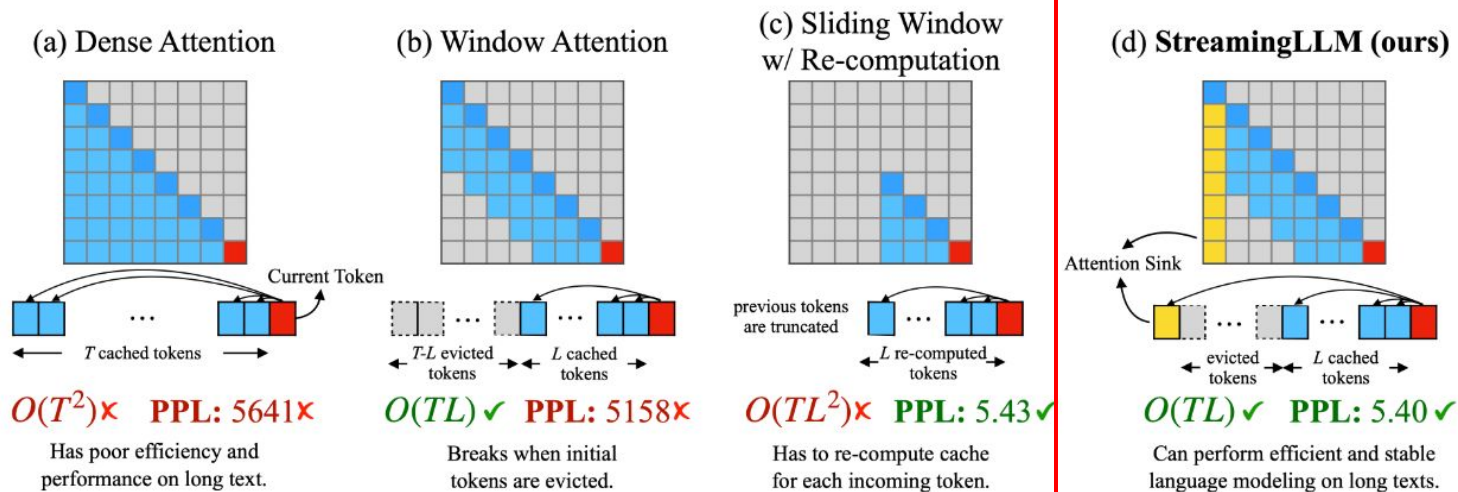 (a) Dense Attention
Current Token
...
T cached tokens
O(T²)✗ PPL: 5641✗
Has poor efficiency and
performance on long text.
(b) Window Attention
... ...
T-L evicted
tokens
L cached
tokens
O(TL)✓ PPL: 5158✗
Breaks when initial
tokens are evicted.
(c) Sliding Window
w/ Re-computation
previous tokens
are truncated
...
L re-computed
tokens
O(TL²)✗ PPL: 5.43✓
Has to re-compute cache
for each incoming token.
(d) StreamingLLM (ours)
Attention Sink
... ...
evicted
tokens
L cached
tokens
O(TL)✓ PPL: 5.40✓
Can perform efficient and stable
language modeling on long texts.